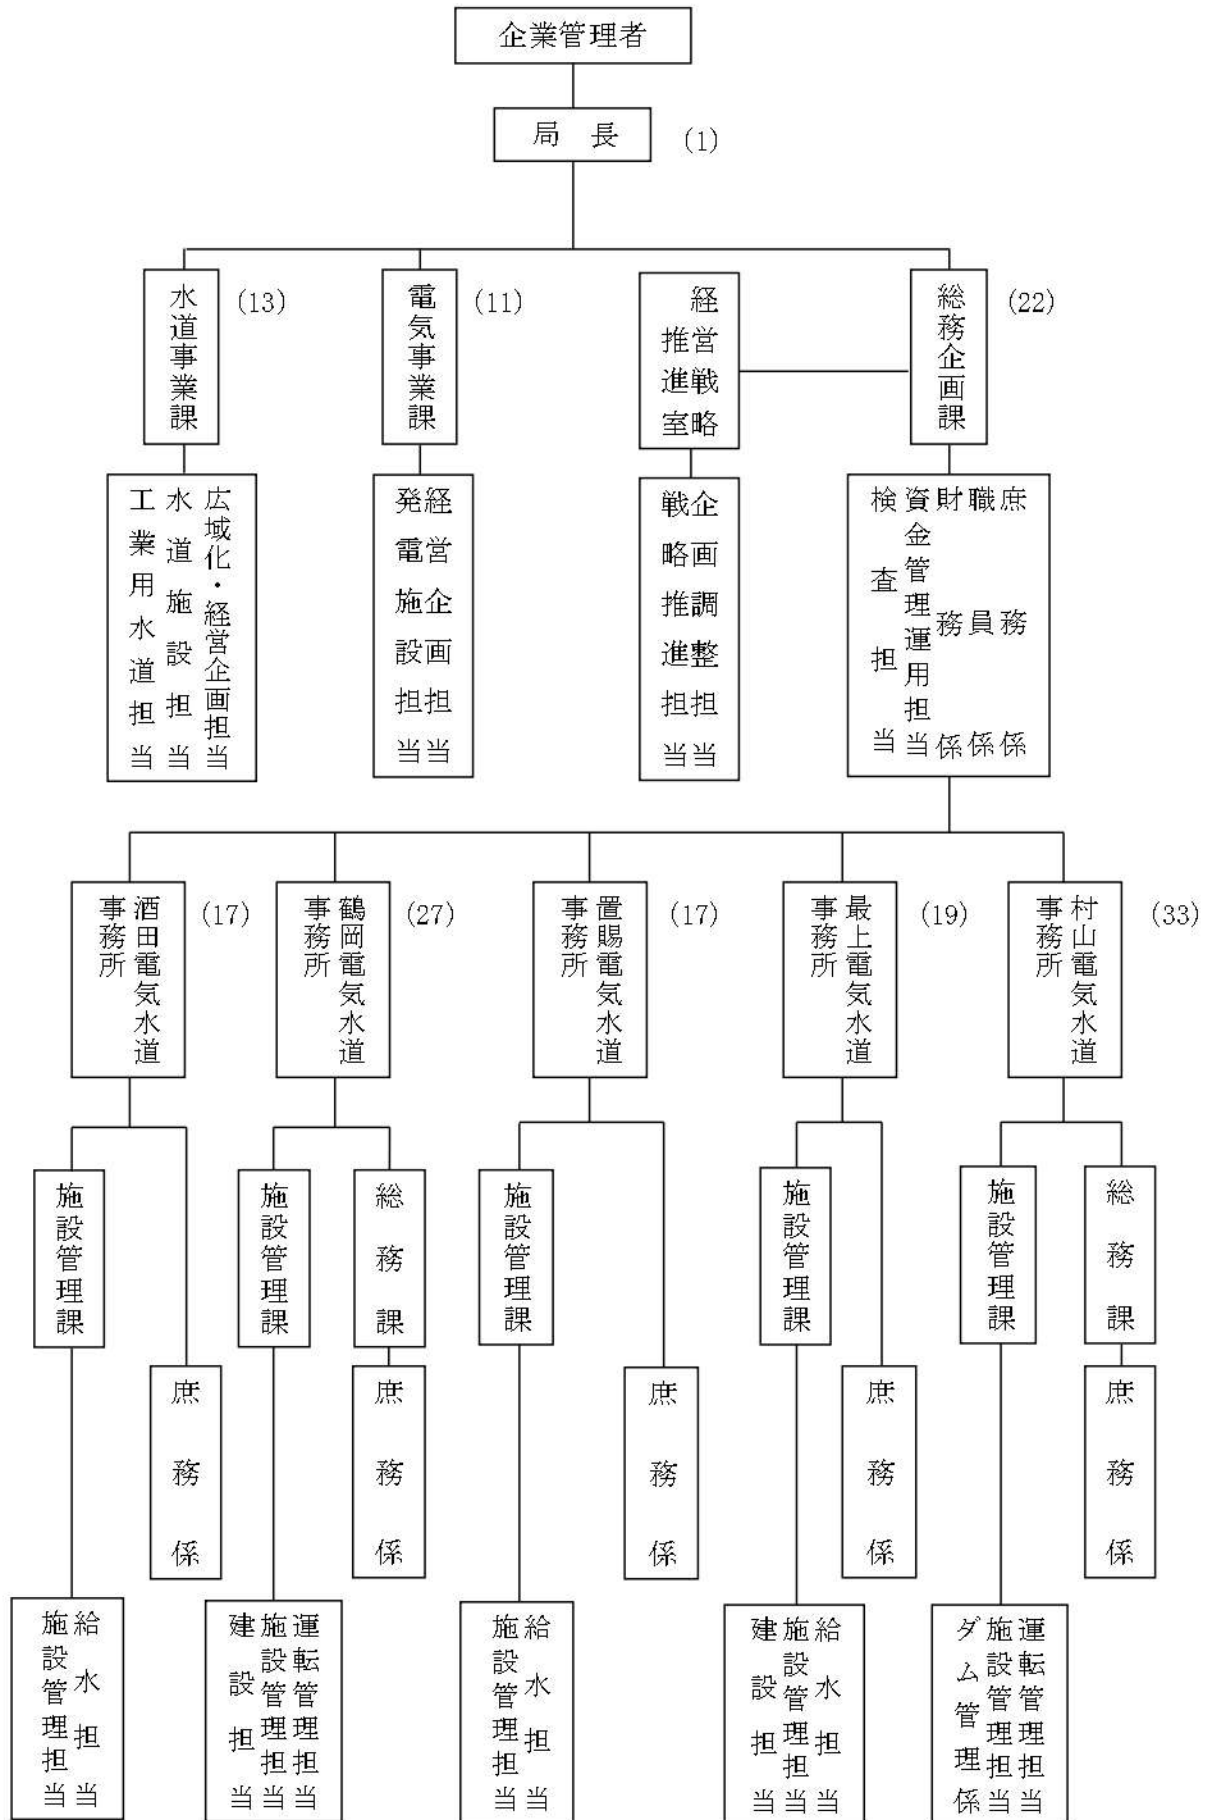 企業管理者
局長 (1)
総務企画課 (22)
経営戦略
推進室
電気事業課 (11)
水道事業課 (13)
庶務係
職員係
財務係
資金管理運用担当
検査担当
企画調整担当
戦略推進担当
経営企画担当
発電施設担当
広域化・経営企画担当
水道施設担当
工業用水道担当
村山電気水道
事務所
(33)
最上電気水道
事務所
(19)
置賜電気水道
事務所
(17)
鶴岡電気水道
事務所
(27)
酒田電気水道
事務所
(17)
総務課
施設管理課
施設管理課
施設管理課
総務課
施設管理課
施設管理課
庶務係
庶務係
庶務係
庶務係
庶務係
運転管理担当
施設管理担当
ダム管理係
給水担当
施設管理担当
建設担当
給水担当
施設管理担当
運転管理担当
施設管理担当
建設担当
給水担当
施設管理担当